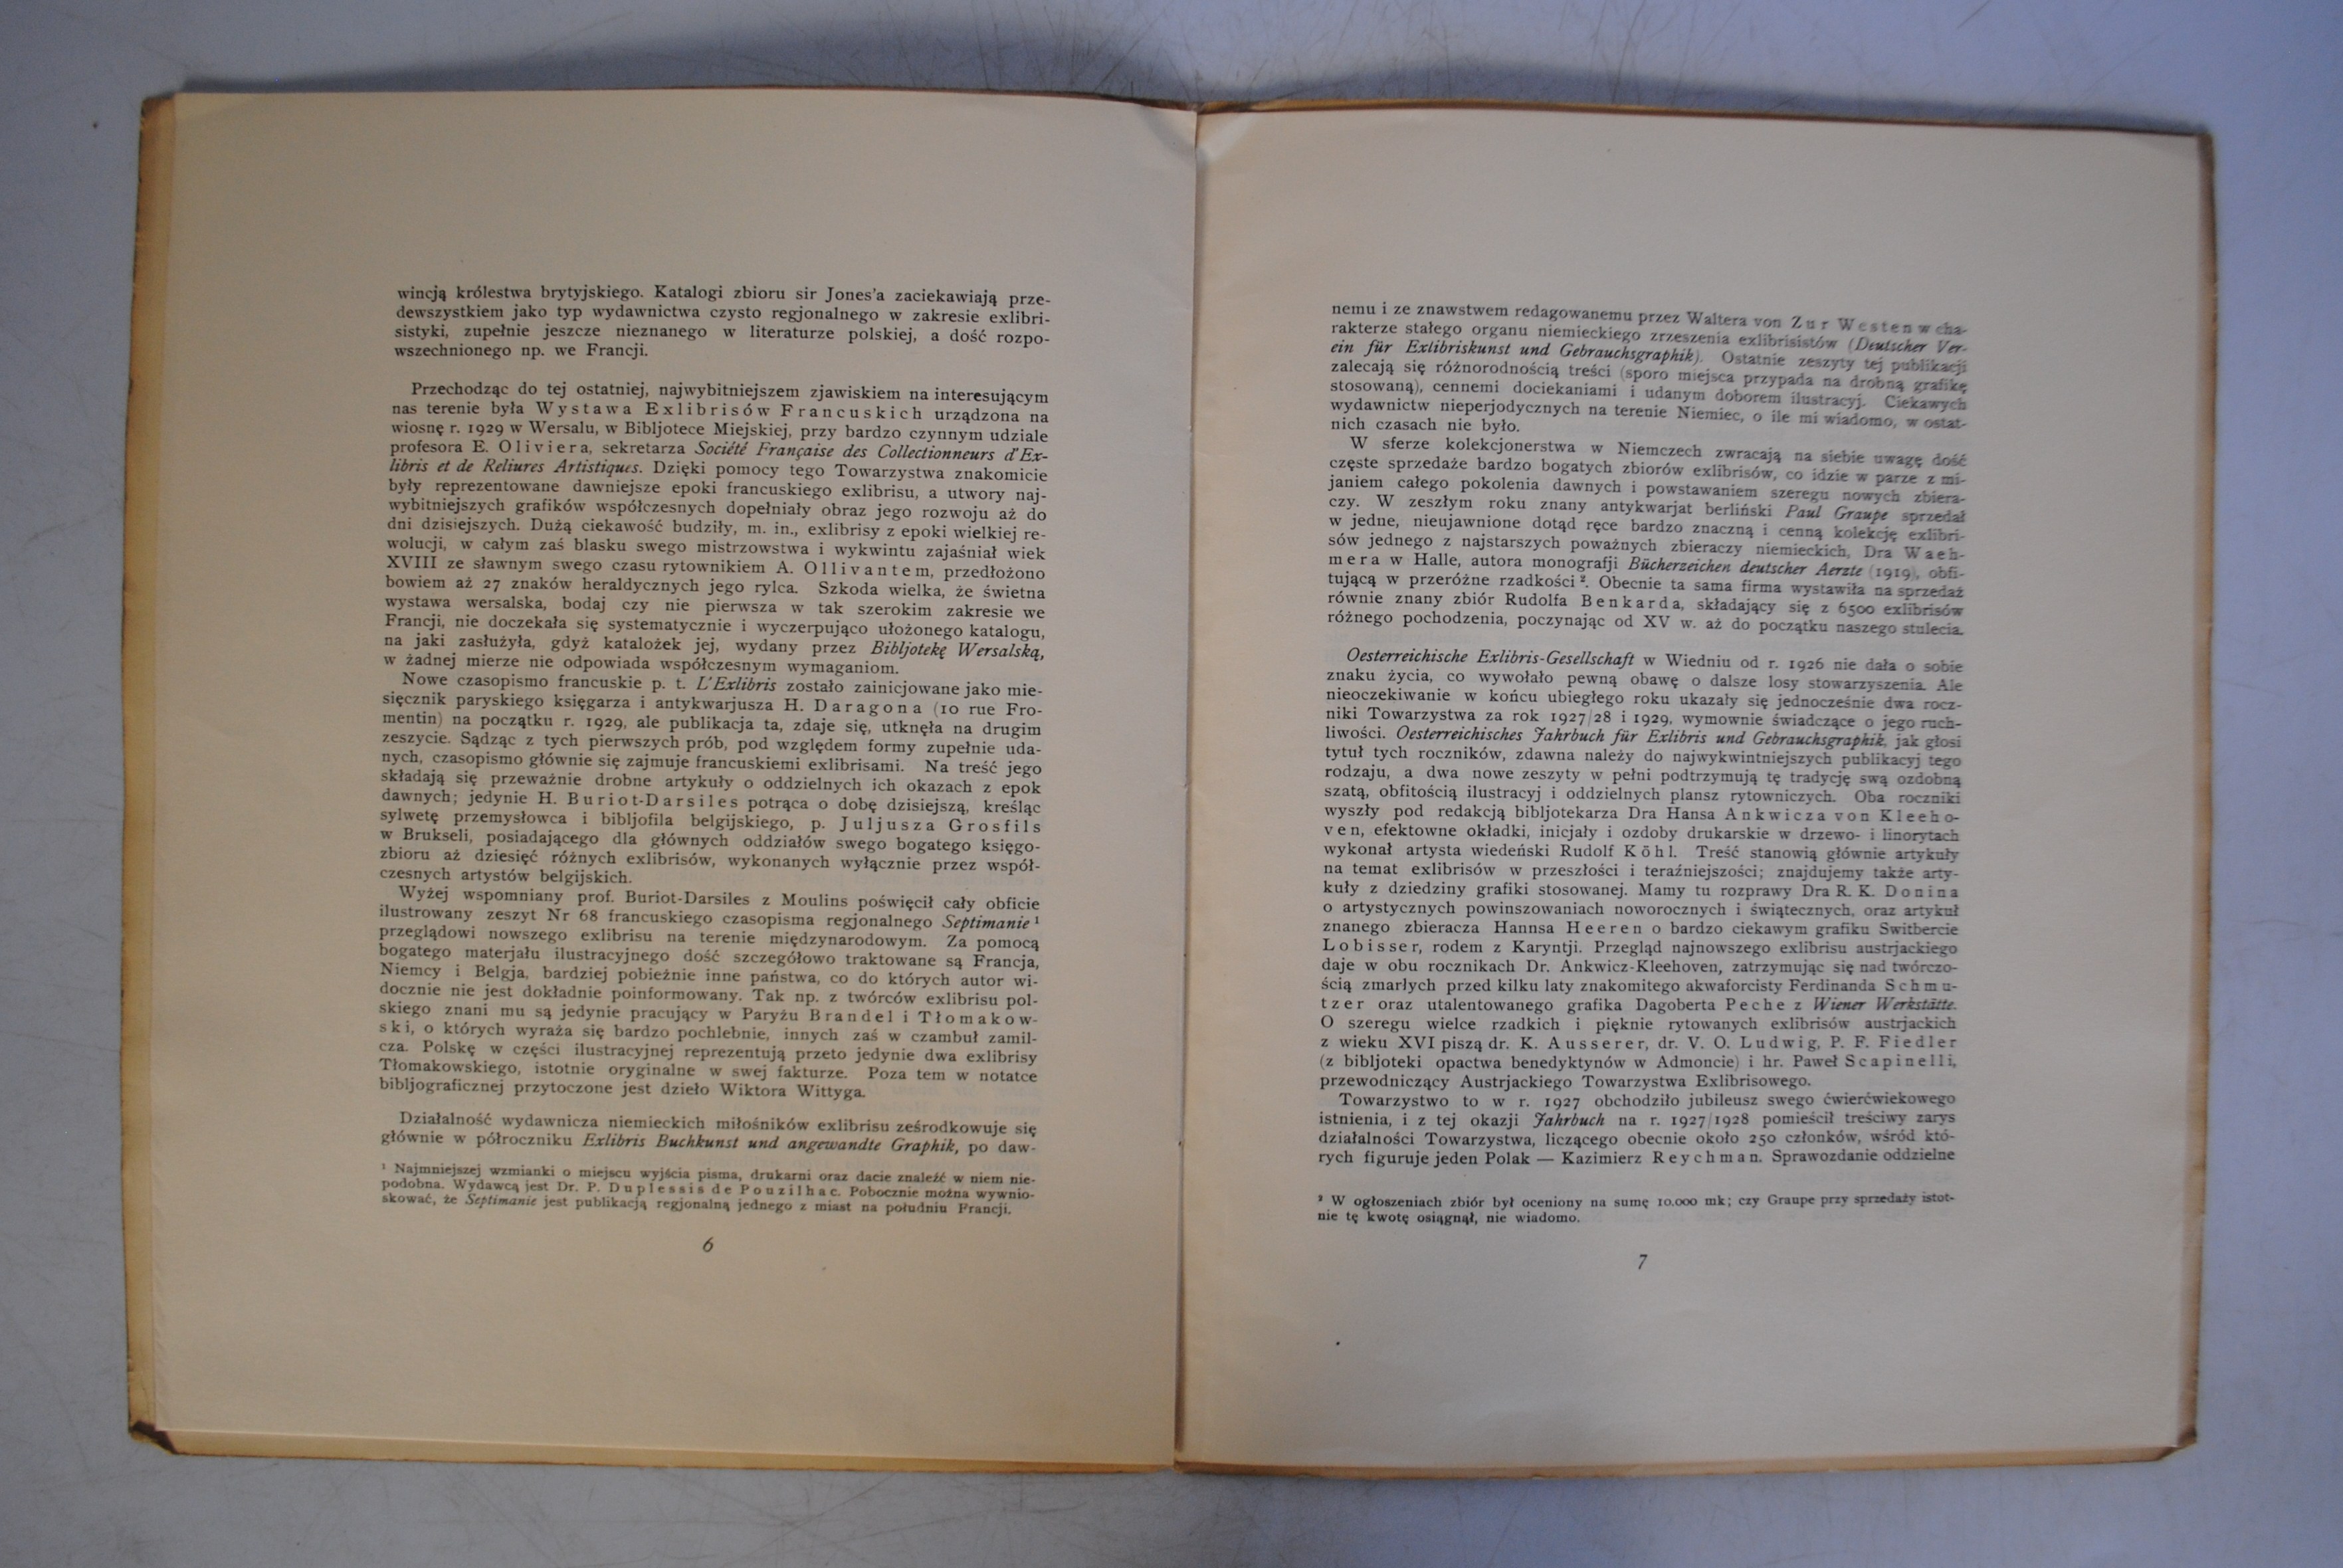 wincją królestwa brytyjskiego. Katalogi zbioru sir Jones'a zaciekawiają prze-
dewszystkiem jako typ wydawnictwa czysto regjonalnego w zakresie exlibri-
sistyki, zupełnie jeszcze nieznanego w literaturze polskiej, a dość rozpo-
wszechnionego np. we Francji.
Przechodząc do tej ostatniej, najwybitniejszem zjawiskiem na interesującym
nas terenie była Wystawa Exlibrisów Francuskich urządzona na
wiosnę r. 1929 w Wersalu, w Bibljotece Miejskiej, przy bardzo czynnym udziale
profesora E. Oliviera, sekretarza Société Française des Collectionneurs d'Ex-
libris et de Reliures Artistiques. Dzięki pomocy tego Towarzystwa znakomicie
były reprezentowane dawniejsze epoki francuskiego exlibrisu, a utwory naj-
wybitniejszych grafików współczesnych dopełniały obraz jego rozwoju aż do
dni dzisiejszych. Dużą ciekawość budziły, m. in., exlibrisy z epoki wielkiej re-
wolucji, w całym zaś blasku swego mistrzowstwa i wykwintu zajaśniał wiek
XVIII ze sławnym swego czasu rytownikiem A. Ollivantem, przedłożono
bowiem aż 27 znaków heraldycznych jego rylca. Szkoda wielka, że świetna
wystawa wersalska, bodaj czy nie pierwsza w tak szerokim zakresie we
Francji, nie doczekała się systematycznie i wyczerpująco ułożonego katalogu,
na jaki zasłużyła, gdyż katalożek jej, wydany przez Bibljotekę Wersalską,
w żadnej mierze nie odpowiada współczesnym wymaganiom.
Nowe czasopismo francuskie p. t. L'Exlibris zostało zainicjowane jako mie-
sięcznik paryskiego księgarza i antykwarjusza H. Daragona (10 rue Fro-
mentin) na początku r. 1929, ale publikacja ta, zdaje się, utknęła na drugim
zeszycie. Sądząc z tych pierwszych prób, pod względem formy zupełnie uda-
nych, czasopismo głównie się zajmuje francuskiemi exlibrisami. Na treść jego
składają się przeważnie drobne artykuły o oddzielnych ich okazach z epok
dawnych; jedynie H. Buriot-Darsiles potrąca o dobę dzisiejszą, kreśląc
sylwetę przemysłowca i bibljofila belgijskiego, p. Juljusza Grosfils
w Brukseli, posiadającego dla głównych oddziałów swego bogatego księgo-
zbioru aż dziesięć różnych exlibrisów, wykonanych wyłącznie przez współ-
czesnych artystów belgijskich.
Wyżej wspomniany prof. Buriot-Darsiles z Moulins poświęcił cały obficie
ilustrowany zeszyt Nr 68 francuskiego czasopisma regjonalnego Septimanie ¹
przeglądowi nowszego exlibrisu na terenie międzynarodowym. Za pomocą
bogatego materjału ilustracyjnego dość szczegółowo traktowane są Francja,
Niemcy i Belgja, bardziej pobieżnie inne państwa, co do których autor wi-
docznie nie jest dokładnie poinformowany. Tak np. z twórców exlibrisu pol-
skiego znani mu są jedynie pracujący w Paryżu Brandel i Tłomakow-
ski, o których wyraża się bardzo pochlebnie, innych zaś w czambuł zamil-
cza. Polskę w części ilustracyjnej reprezentują przeto jedynie dwa exlibrisy
Tłomakowskiego, istotnie oryginalne w swej fakturze. Poza tem w notatce
bibljograficznej przytoczone jest dzieło Wiktora Wittyga.
Działalność wydawnicza niemieckich miłośników exlibrisu ześrodkowuje się
głównie w półroczniku Exlibris Buchkunst und angewandte Graphik, po daw-
¹ Najmniejszej wzmianki o miejscu wyjścia pisma, drukarni oraz dacie znaleźć w niem nie-
podobna. Wydawcą jest Dr. P. Duplessis de Pouzilhac. Pobocznie można wywnio-
skować, że Septimanie jest publikacją regjonalną jednego z miast na południu Francji.
6
nemu i ze znawstwem redagowanemu przez Waltera von Zur Westen w cha-
rakterze stałego organu niemieckiego zrzeszenia exlibrisistów (Deutscher Ver-
ein für Exlibriskunst und Gebrauchsgraphik). Ostatnie zeszyty tej publikacji
zalecają się różnorodnością treści (sporo miejsca przypada na drobną grafikę
stosowaną), cennemi dociekaniami i udanym doborem ilustracyj. Ciekawych
wydawnictw nieperjodycznych na terenie Niemiec, o ile mi wiadomo, w ostat-
nich czasach nie było.
W sferze kolekcjonerstwa w Niemczech zwracają na siebie uwagę dość
częste sprzedaże bardzo bogatych zbiorów exlibrisów, co idzie w parze z mi-
janiem całego pokolenia dawnych i powstawaniem szeregu nowych zbiera-
czy. W zeszłym roku znany antykwarjat berliński Paul Graupe sprzedał
w jedne, nieujawnione dotąd ręce bardzo znaczną i cenną kolekcję exlibri-
sów jednego z najstarszych poważnych zbieraczy niemieckich, Dra Waeh-
mera w Halle, autora monografji Bücherzeichen deutscher Aerzte (1919), obfi-
tującą w przeróżne rzadkości ². Obecnie ta sama firma wystawiła na sprzedaż
równie znany zbiór Rudolfa Benkarda, składający się z 6500 exlibrisów
różnego pochodzenia, poczynając od XV w. aż do początku naszego stulecia.
Oesterreichische Exlibris-Gesellschaft w Wiedniu od r. 1926 nie dała o sobie
znaku życia, co wywołało pewną obawę o dalsze losy stowarzyszenia. Ale
nieoczekiwanie w końcu ubiegłego roku ukazały się jednocześnie dwa rocz-
niki Towarzystwa za rok 1927/28 i 1929, wymownie świadczące o jego ruch-
liwości. Oesterreichisches Jahrbuch für Exlibris und Gebrauchsgraphik, jak głosi
tytuł tych roczników, zdawna należy do najwykwintniejszych publikacyj tego
rodzaju, a dwa nowe zeszyty w pełni podtrzymują tę tradycję swą ozdobną
szatą, obfitością ilustracyj i oddzielnych plansz rytowniczych. Oba roczniki
wyszły pod redakcją bibljotekarza Dra Hansa Ankwicza von Kleeho-
ven, efektowne okładki, inicjały i ozdoby drukarskie w drzewo- i linorytach
wykonał artysta wiedeński Rudolf Köhl. Treść stanowią głównie artykuły
na temat exlibrisów w przeszłości i teraźniejszości; znajdujemy także arty-
kuły z dziedziny grafiki stosowanej. Mamy tu rozprawy Dra R. K. Donina
o artystycznych powinszowaniach noworocznych i świątecznych, oraz artykuł
znanego zbieracza Hannsa Heeren o bardzo ciekawym grafiku Switbercie
Lobisser, rodem z Karyntji. Przegląd najnowszego exlibrisu austrjackiego
daje w obu rocznikach Dr. Ankwicz-Kleehoven, zatrzymując się nad twórczo-
ścią zmarłych przed kilku laty znakomitego akwaforcisty Ferdinanda Schmu-
tzer oraz utalentowanego grafika Dagoberta Peche z Wiener Werkstätte.
O szeregu wielce rzadkich i pięknie rytowanych exlibrisów austrjackich
z wieku XVI piszą dr. K. Ausserer, dr. V. O. Ludwig, P. F. Fiedler
(z bibljoteki opactwa benedyktynów w Admoncie) i hr. Paweł Scapinelli,
przewodniczący Austrjackiego Towarzystwa Exlibrisowego.
Towarzystwo to w r. 1927 obchodziło jubileusz swego ćwierćwiekowego
istnienia, i z tej okazji Jahrbuch na r. 1927/1928 pomieścił treściwy zarys
działalności Towarzystwa, liczącego obecnie około 250 członków, wśród któ-
rych figuruje jeden Polak — Kazimierz Reychman. Sprawozdanie oddzielne
² W ogłoszeniach zbiór był oceniony na sumę 10.000 mk; czy Graupe przy sprzedaży istot-
nie tę kwotę osiągnął, nie wiadomo.
7